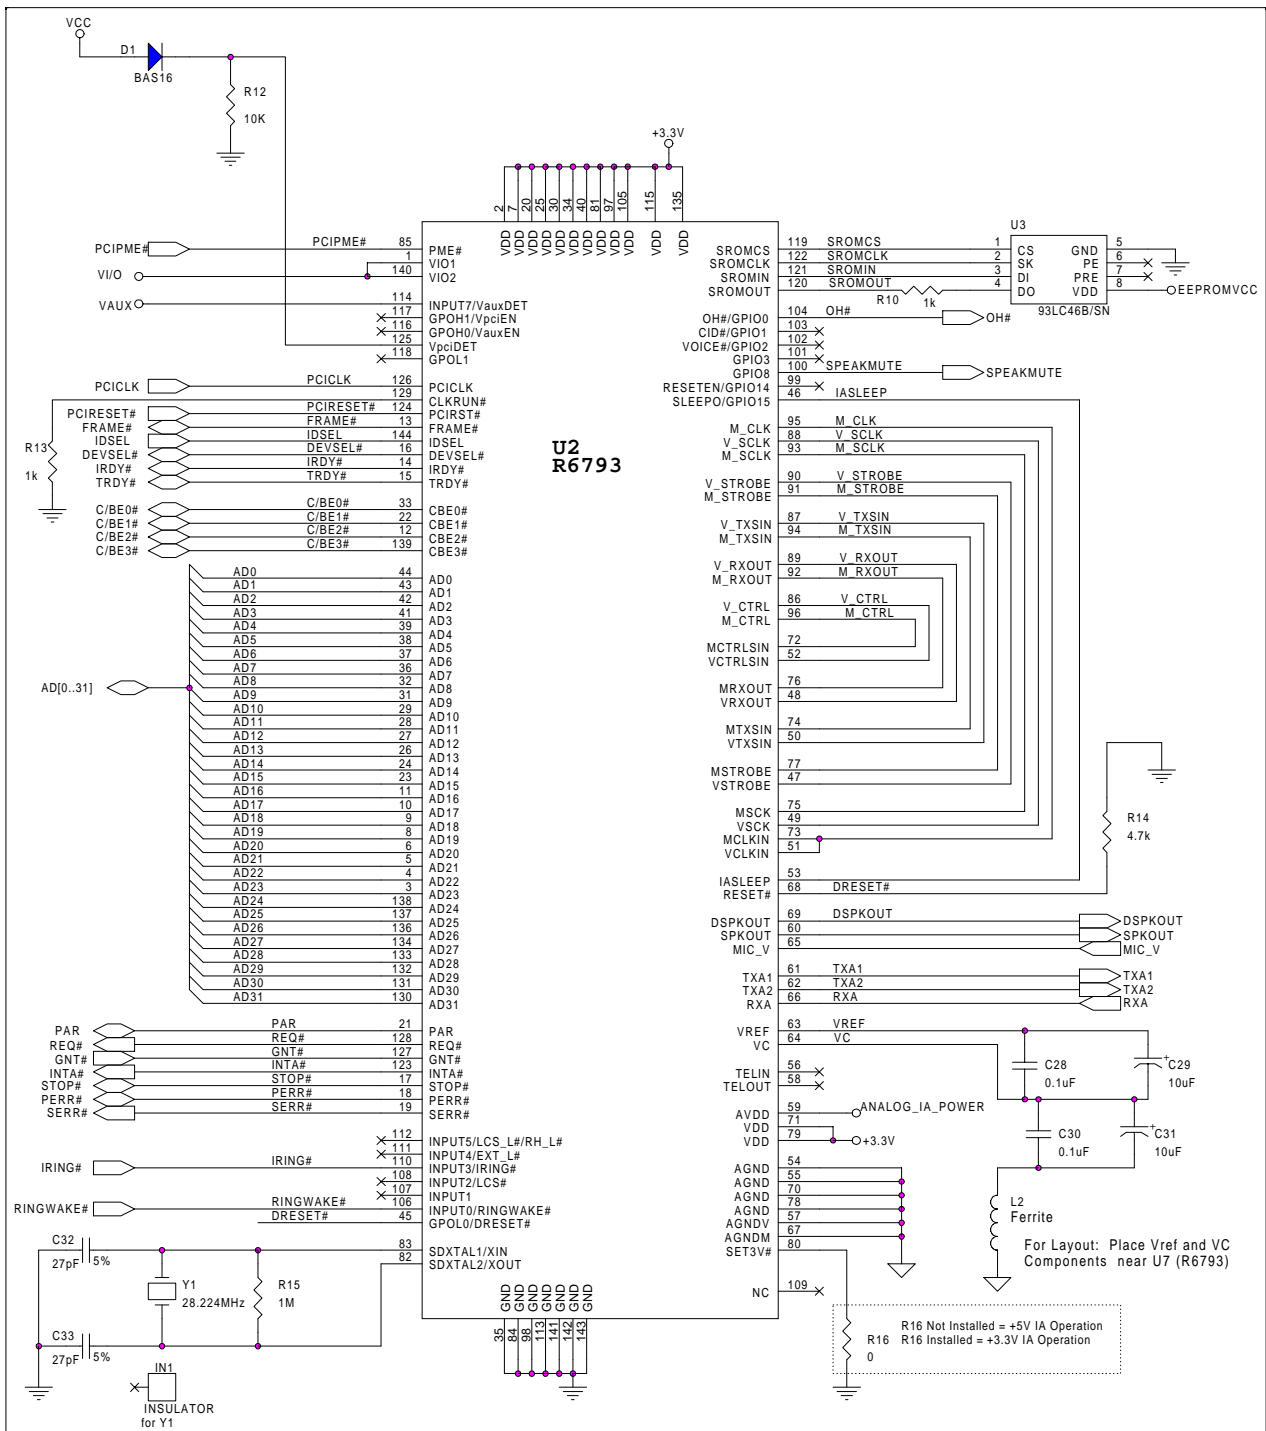 VCC
D1
BAS16
R12
10K
+3.3V
2
7
20
25
30
34
40
81
97
105
115
135
VDD
VDD
VDD
VDD
VDD
VDD
VDD
VDD
VDD
VDD
VDD
VDD
U2
R6793
PCIPME# PCIPME# 85 PME#
1 VIO1
VI/O 140 VIO2
VAUX 114 INPUT7/VauxDET
117 GPOH1/VpciEN
116 GPOH0/VauxEN
125 VpciDET
118 GPOL1
PCICLK PCICLK 126 PCICLK
129 CLKRUN#
PCIRESET# PCIRESET# 124 PCIRST#
FRAME# FRAME# 13 FRAME#
IDSEL IDSEL 144 IDSEL
DEVSEL# DEVSEL# 16 DEVSEL#
IRDY# IRDY# 14 IRDY#
TRDY# TRDY# 15 TRDY#
R13
1k
C/BE0# C/BE0# 33 CBE0#
C/BE1# C/BE1# 22 CBE1#
C/BE2# C/BE2# 12 CBE2#
C/BE3# C/BE3# 139 CBE3#
AD[0..31]
AD0 44 AD0
AD1 43 AD1
AD2 42 AD2
AD3 41 AD3
AD4 39 AD4
AD5 38 AD5
AD6 37 AD6
AD7 36 AD7
AD8 32 AD8
AD9 31 AD9
AD10 29 AD10
AD11 28 AD11
AD12 27 AD12
AD13 26 AD13
AD14 24 AD14
AD15 23 AD15
AD16 11 AD16
AD17 10 AD17
AD18 9 AD18
AD19 8 AD19
AD20 6 AD20
AD21 5 AD21
AD22 4 AD22
AD23 3 AD23
AD24 138 AD24
AD25 137 AD25
AD26 136 AD26
AD27 134 AD27
AD28 133 AD28
AD29 132 AD29
AD30 131 AD30
AD31 130 AD31
PAR PAR 21 PAR
REQ# REQ# 128 REQ#
GNT# GNT# 127 GNT#
INTA# INTA# 123 INTA#
STOP# STOP# 17 STOP#
PERR# PERR# 18 PERR#
SERR# SERR# 19 SERR#
112 INPUT5/LCS_L#/RH_L#
111 INPUT4/EXT_L#
IRING# IRING# 110 INPUT3/IRING#
108 INPUT2/LCS#
107 INPUT1
RINGWAKE# RINGWAKE# 106 INPUT0/RINGWAKE#
DRESET# 45 GPOL0/DRESET#
83 SDXTAL1/XIN
82 SDXTAL2/XOUT
C32
27pF 5%
Y1
28.224MHz
R15
1M
C33
27pF 5%
IN1
INSULATOR
for Y1
GND
GND
GND
GND
GND
GND
GND
35
84
98
113
141
142
143
SROMCS 119 SROMCS
SROMCLK 122 SROMCLK
SROMIN 121 SROMIN
SROMOUT 120 SROMOUT
R10 1k
U3
1 CS GND 5
2 SK PE 6
3 DI PRE 7
4 DO VDD 8 EEPROMVCC
93LC46B/SN
OH#/GPIO0 104 OH# OH#
CID#/GPIO1 103
VOICE#/GPIO2 102
GPIO3 101
GPIO8 100 SPEAKMUTE SPEAKMUTE
RESETEN/GPIO14 99
SLEEPO/GPIO15 46 IASLEEP
M_CLK 95 M_CLK
V_SCLK 88 V_SCLK
M_SCLK 93 M_SCLK
V_STROBE 90 V_STROBE
M_STROBE 91 M_STROBE
V_TXSIN 87 V_TXSIN
M_TXSIN 94 M_TXSIN
V_RXOUT 89 V_RXOUT
M_RXOUT 92 M_RXOUT
V_CTRL 86 V_CTRL
M_CTRL 96 M_CTRL
MCTRLSIN 72
VCTRLSIN 52
MRXOUT 76
VRXOUT 48
MTXSIN 74
VTXSIN 50
MSTROBE 77
VSTROBE 47
MSCK 75
VSCK 49
MCLKIN 73
VCLKIN 51
R14
4.7k
IASLEEP 53
RESET# 68 DRESET#
DSPKOUT 69 DSPKOUT DSPKOUT
SPKOUT 60 SPKOUT
MIC_V 65 MIC_V
TXA1 61 TXA1 TXA1
TXA2 62 TXA2 TXA2
RXA 66 RXA RXA
VREF 63 VREF
VC 64 VC
C28
0.1uF
+ C29
10uF
TELIN 56
TELOUT 58
AVDD 59 ANALOG_IA_POWER
VDD 71
VDD 79 +3.3V
C30
0.1uF
+ C31
10uF
AGND 54
AGND 55
AGND 70
AGND 78
AGNDV 57
AGNDM 67
SET3V# 80
NC 109
L2
Ferrite
For Layout: Place Vref and VC
Components near U7 (R6793)
R16 Not Installed = +5V IA Operation
R16 R16 Installed = +3.3V IA Operation
0